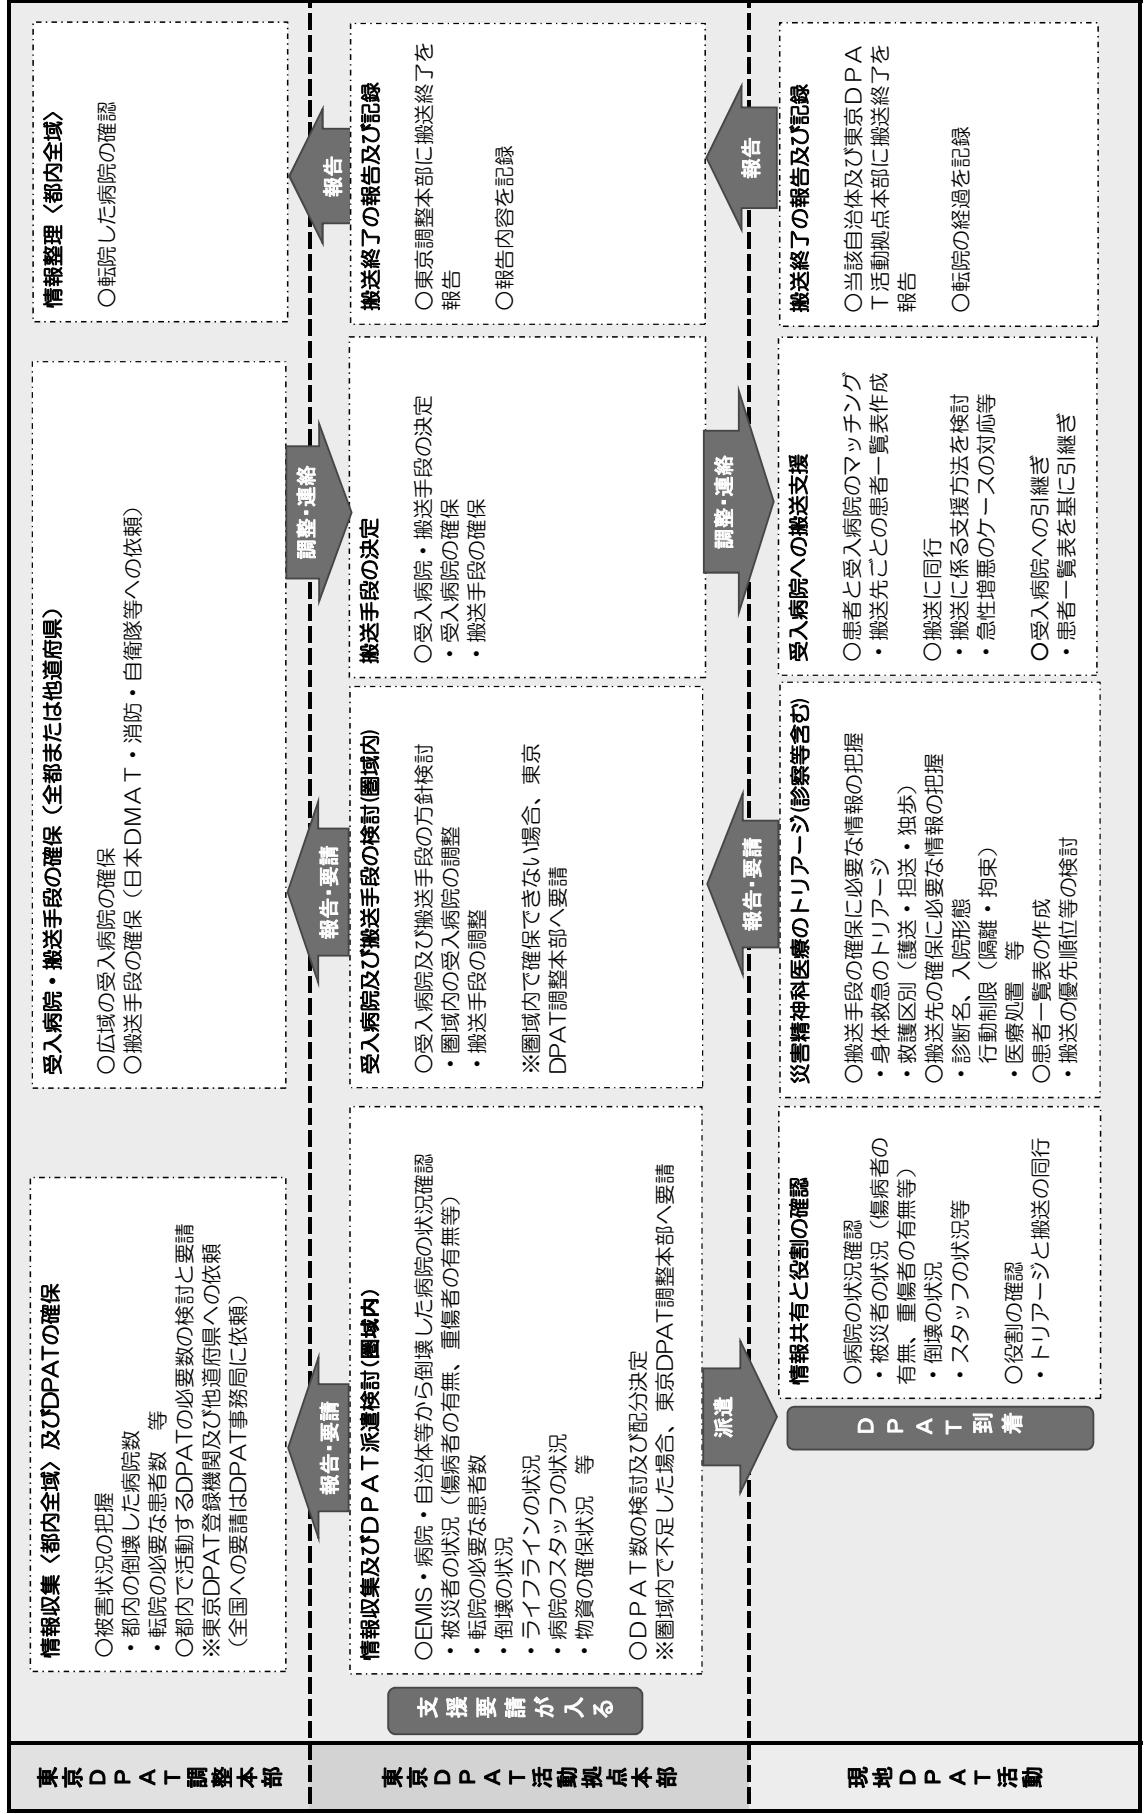 東京DPAT調整本部
情報収集〈都内全域〉及びDPATの確保
○被害状況の把握
・都内の倒壊した病院数
・転院の必要な患者数　等
○都内で活動するDPATの必要数の検討と要請
※東京DPAT登録機関及び他道府県への依頼
（全国への要請はDPAT事務局に依頼）
報告・要請
受入病院・搬送手段の確保（全都または他道府県）
○広域の受入病院の確保
○搬送手段の確保（日本DMAT・消防・自衛隊等への依頼）
報告・要請
調整・連絡
情報整理〈都内全域〉
○転院した病院の確認
報告
東京DPAT活動拠点本部
支援要請が入る
情報収集及びDPAT派遣検討(圏域内)
○EMIS・病院・自治体等から倒壊した病院の状況確認
・被災者の状況（傷病者の有無、重傷者の有無等）
・転院の必要な患者数
・倒壊の状況
・ライフラインの状況
・病院のスタッフの状況
・物資の確保状況　等
○DPAT数の検討及び配分決定
※圏域内で不足した場合、東京DPAT調整本部へ要請
派遣
受入病院及び搬送手段の検討(圏域内)
○受入病院及び搬送手段の方針検討
・圏域内の受入病院の調整
・搬送手段の調整
※圏域内で確保できない場合、東京
DPAT調整本部へ要請
報告・要請
搬送手段の決定
○受入病院・搬送手段の決定
・受入病院の確保
・搬送手段の確保
調整・連絡
搬送終了の報告及び記録
○東京調整本部に搬送終了を
報告
○報告内容を記録
報告
現地DPAT活動
DPAT到着
情報共有と役割の確認
○病院の状況確認
・被災者の状況（傷病者の
有無、重傷者の有無等）
・倒壊の状況
・スタッフの状況等
○役割の確認
・トリアージと搬送の同行
災害精神科医療のトリアージ(診察等含む)
○搬送手段の確保に必要な情報の把握
・身体救急のトリアージ
・救護区別（護送・担送・独歩）
○搬送先の確保に必要な情報の把握
・診断名、入院形態
行動制限（隔離・拘束）
・医療処置　等
○患者一覧表の作成
・搬送の優先順位等の検討
受入病院への搬送支援
○患者と受入病院のマッチング
・搬送先ごとの患者一覧表作成
○搬送に同行
・搬送に係る支援方法を検討
・急性増悪のケースの対応等
○受入病院への引継ぎ
・患者一覧表を基に引継ぎ
搬送終了の報告及び記録
○当該自治体及び東京DPA
T活動拠点本部に搬送終了を
報告
○転院の経過を記録